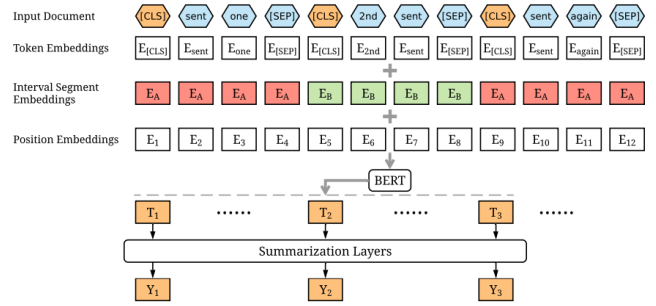 Input Document [CLS] sent one [SEP] [CLS] 2nd sent [SEP] [CLS] sent again [SEP]
Token Embeddings E[CLS] Esent Eone E[SEP] E[CLS] E2nd Esent E[SEP] E[CLS] Esent Eagain E[SEP]
+
Interval Segment
Embeddings EA EA EA EA EB EB EB EB EA EA EA EA
+
Position Embeddings E1 E2 E3 E4 E5 E6 E7 E8 E9 E10 E11 E12
BERT
T1 ...... T2 ...... T3 ......
Summarization Layers
Y1 Y2 Y3